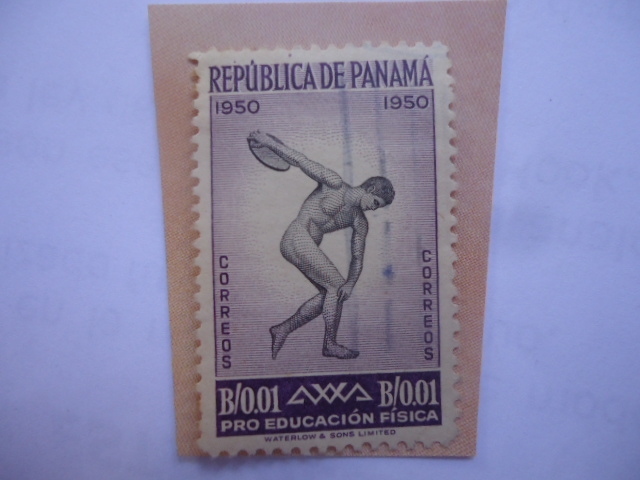 REPÚBLICA DE PANAMÁ
1950 1950
CORREOS CORREOS
B/0.01 B/0.01
PRO EDUCACIÓN FÍSICA
WATERLOW & SONS LIMITED